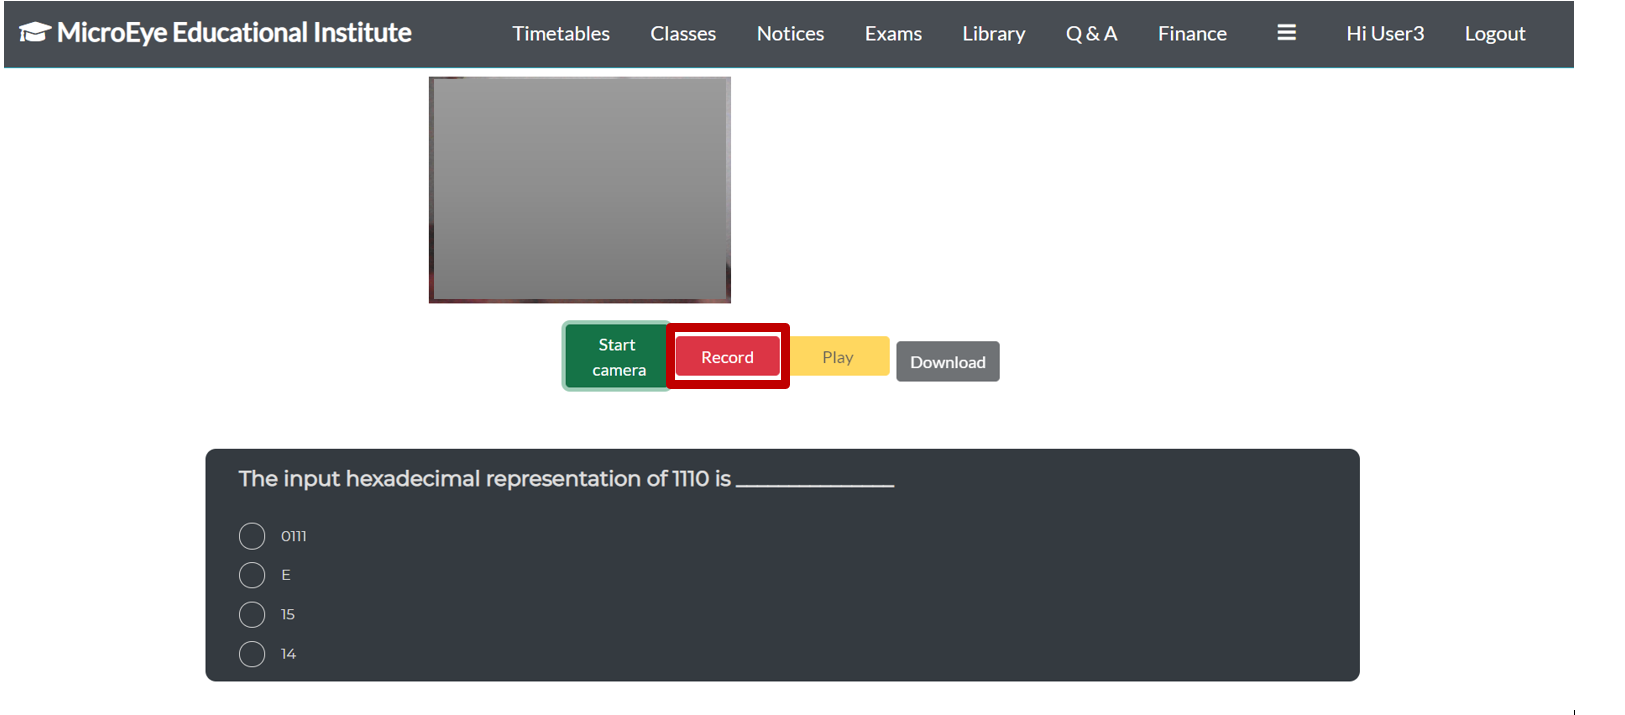 MicroEye Educational Institute Timetables Classes Notices Exams Library Q & A Finance Hi User3 Logout
Start camera
Record
Play
Download
The input hexadecimal representation of 1110 is _______________
0111
E
15
14